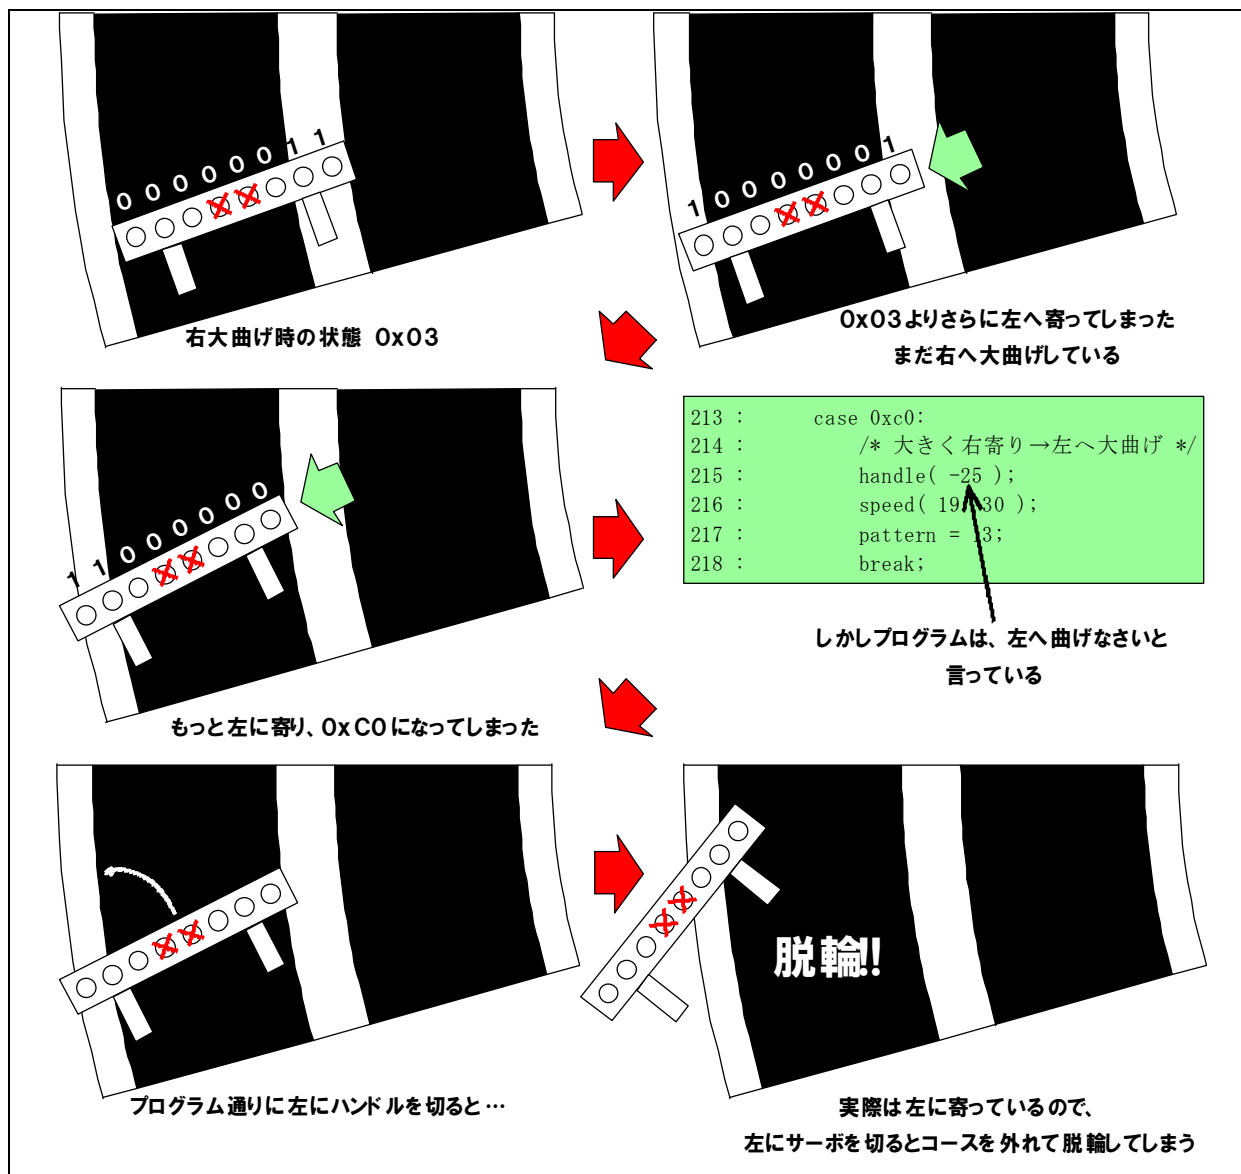 0 0 0 0 0 0 1 1
右大曲げ時の状態 0x03
1 0 0 0 0 0 0 1
0x03よりさらに左へ寄ってしまった
まだ右へ大曲げしている
1 1 0 0 0 0 0 0
もっと左に寄り、0xC0になってしまった
213 : case 0xc0:
214 : /* 大きく右寄り→左へ大曲げ */
215 : handle( -25 );
216 : speed( 19 30 );
217 : pattern = 13;
218 : break;
しかしプログラムは、左へ曲げなさいと
言っている
プログラム通りに左にハンドルを切ると…
脱輪!!
実際は左に寄っているので、
左にサーボを切るとコースを外れて脱輪してしまう